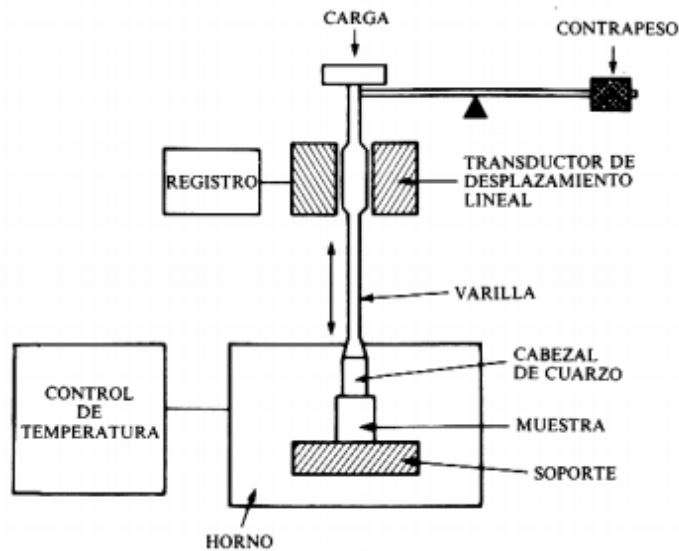 CARGA
CONTRAPESO
REGISTRO
TRANSDUCTOR DE
DESPLAZAMIENTO
LINEAL
VARILLA
CONTROL
DE
TEMPERATURA
CABEZAL
DE CUARZO
MUESTRA
SOPORTE
HORNO